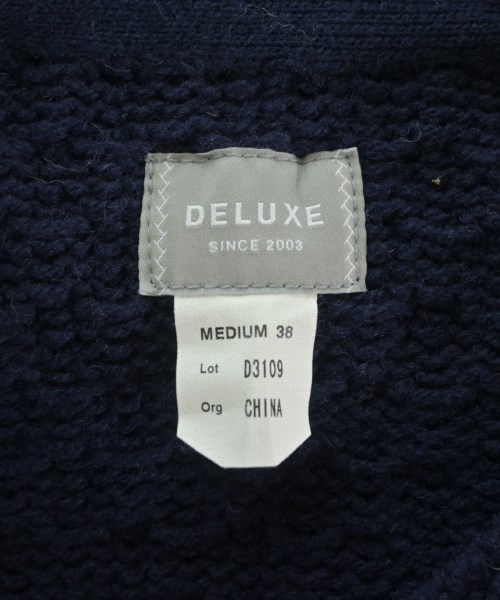 DELUXE
SINCE 2003
MEDIUM 38
Lot D3109
Org CHINA